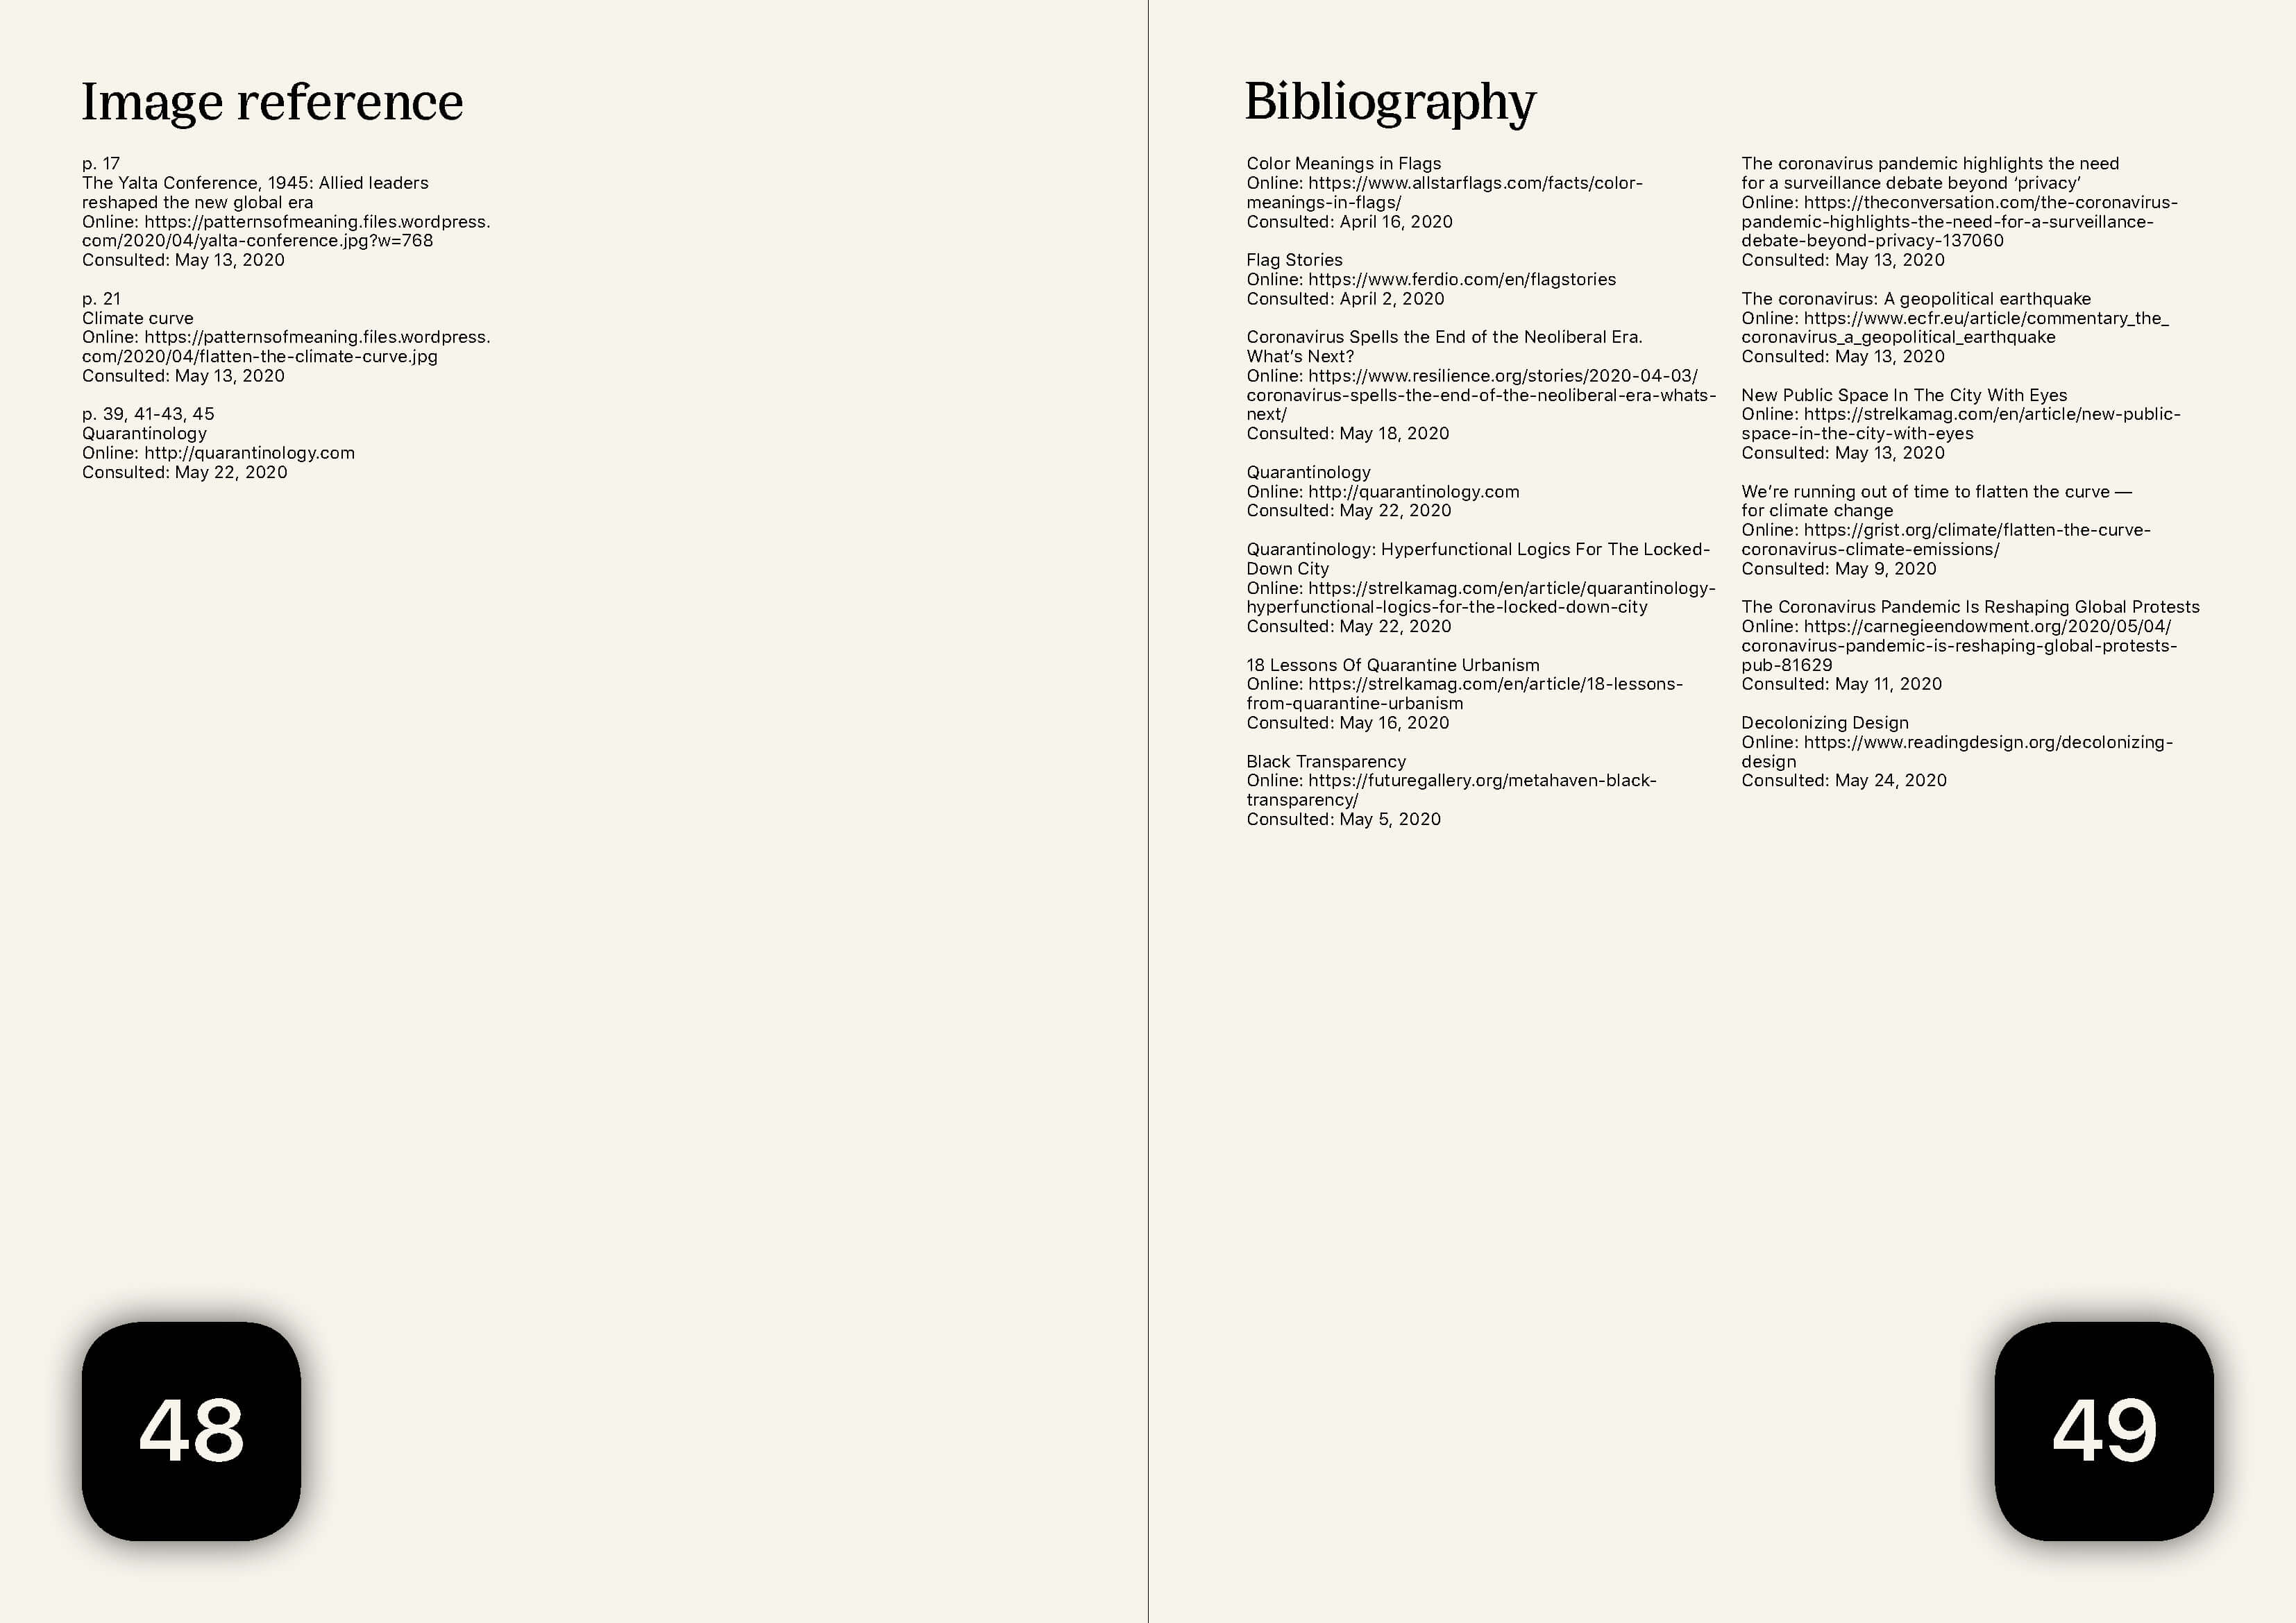 Image reference
p. 17
The Yalta Conference, 1945: Allied leaders
reshaped the new global era
Online: https://patternsofmeaning.files.wordpress.
com/2020/04/yalta-conference.jpg?w=768
Consulted: May 13, 2020
p. 21
Climate curve
Online: https://patternsofmeaning.files.wordpress.
com/2020/04/flatten-the-climate-curve.jpg
Consulted: May 13, 2020
p. 39, 41-43, 45
Quarantinology
Online: http://quarantinology.com
Consulted: May 22, 2020
48
Bibliography
Color Meanings in Flags
Online: https://www.allstarflags.com/facts/color-
meanings-in-flags/
Consulted: April 16, 2020
Flag Stories
Online: https://www.ferdio.com/en/flagstories
Consulted: April 2, 2020
Coronavirus Spells the End of the Neoliberal Era.
What’s Next?
Online: https://www.resilience.org/stories/2020-04-03/
coronavirus-spells-the-end-of-the-neoliberal-era-whats-
next/
Consulted: May 18, 2020
Quarantinology
Online: http://quarantinology.com
Consulted: May 22, 2020
Quarantinology: Hyperfunctional Logics For The Locked-
Down City
Online: https://strelkamag.com/en/article/quarantinology-
hyperfunctional-logics-for-the-locked-down-city
Consulted: May 22, 2020
18 Lessons Of Quarantine Urbanism
Online: https://strelkamag.com/en/article/18-lessons-
from-quarantine-urbanism
Consulted: May 16, 2020
Black Transparency
Online: https://futuregallery.org/metahaven-black-
transparency/
Consulted: May 5, 2020
The coronavirus pandemic highlights the need
for a surveillance debate beyond ‘privacy’
Online: https://theconversation.com/the-coronavirus-
pandemic-highlights-the-need-for-a-surveillance-
debate-beyond-privacy-137060
Consulted: May 13, 2020
The coronavirus: A geopolitical earthquake
Online: https://www.ecfr.eu/article/commentary_the_
coronavirus_a_geopolitical_earthquake
Consulted: May 13, 2020
New Public Space In The City With Eyes
Online: https://strelkamag.com/en/article/new-public-
space-in-the-city-with-eyes
Consulted: May 13, 2020
We’re running out of time to flatten the curve —
for climate change
Online: https://grist.org/climate/flatten-the-curve-
coronavirus-climate-emissions/
Consulted: May 9, 2020
The Coronavirus Pandemic Is Reshaping Global Protests
Online: https://carnegieendowment.org/2020/05/04/
coronavirus-pandemic-is-reshaping-global-protests-
pub-81629
Consulted: May 11, 2020
Decolonizing Design
Online: https://www.readingdesign.org/decolonizing-
design
Consulted: May 24, 2020
49